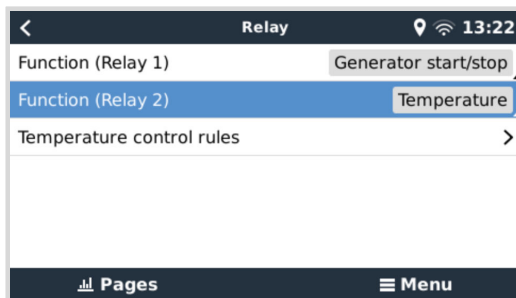 Relay 13:22
Function (Relay 1) Generator start/stop
Function (Relay 2) Temperature
Temperature control rules
Pages Menu